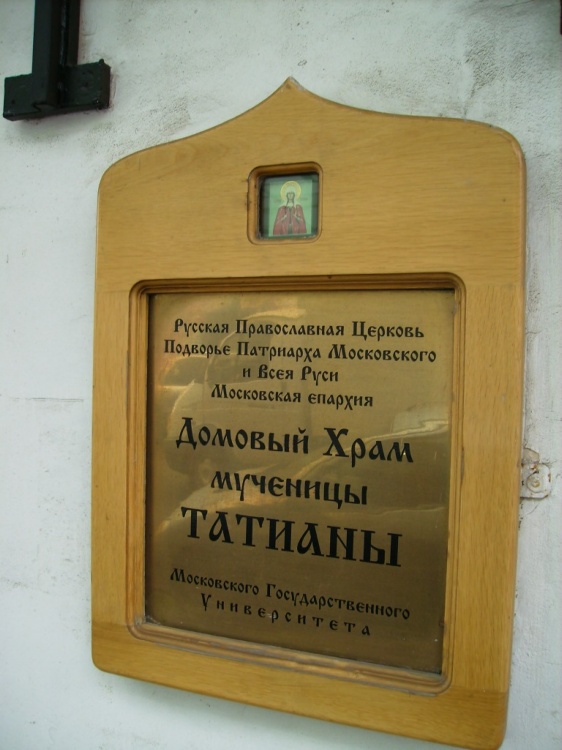 Русская Православная Церковь
Подворье Патриарха Московского
и Всея Руси
Московская епархия
Домовый Храм
мученицы
ТАТИАНЫ
Московского Государственного
Университета